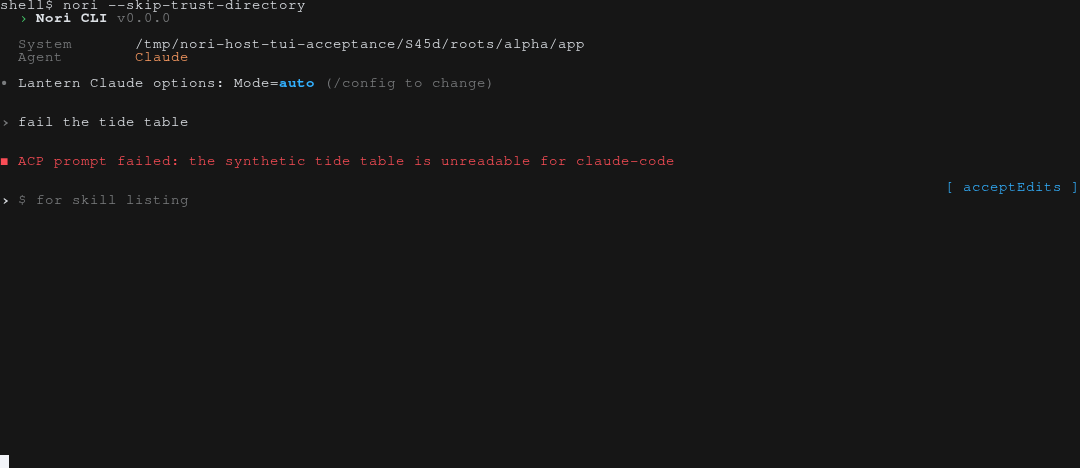 shell$ nori --skip-trust-directory
› Nori CLI v0.0.0
System /tmp/nori-host-tui-acceptance/S45d/roots/alpha/app
Agent Claude
• Lantern Claude options: Mode=auto (/config to change)
› fail the tide table
■ ACP prompt failed: the synthetic tide table is unreadable for claude-code
[ acceptEdits ]
› $ for skill listing